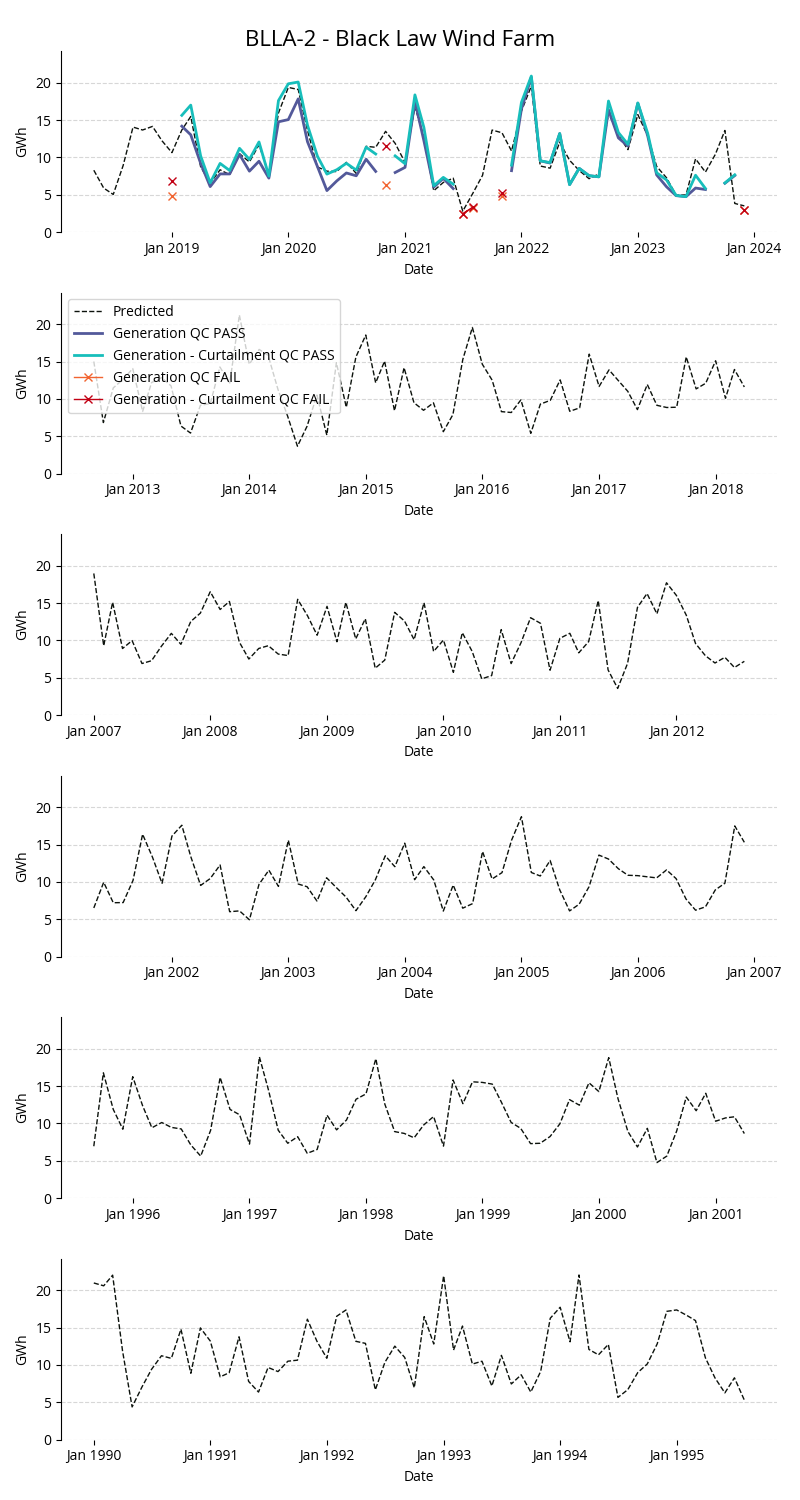 BLLA-2 - Black Law Wind Farm
20
15
10
5
0
GWh
Jan 2019 Jan 2020 Jan 2021 Jan 2022 Jan 2023 Jan 2024
Date
20
15
10
5
0
GWh
Predicted
Generation QC PASS
Generation - Curtailment QC PASS
Generation QC FAIL
Generation - Curtailment QC FAIL
Jan 2013 Jan 2014 Jan 2015 Jan 2016 Jan 2017 Jan 2018
Date
20
15
10
5
0
GWh
Jan 2007 Jan 2008 Jan 2009 Jan 2010 Jan 2011 Jan 2012
Date
20
15
10
5
0
GWh
Jan 2002 Jan 2003 Jan 2004 Jan 2005 Jan 2006 Jan 2007
Date
20
15
10
5
0
GWh
Jan 1996 Jan 1997 Jan 1998 Jan 1999 Jan 2000 Jan 2001
Date
20
15
10
5
0
GWh
Jan 1990 Jan 1991 Jan 1992 Jan 1993 Jan 1994 Jan 1995
Date